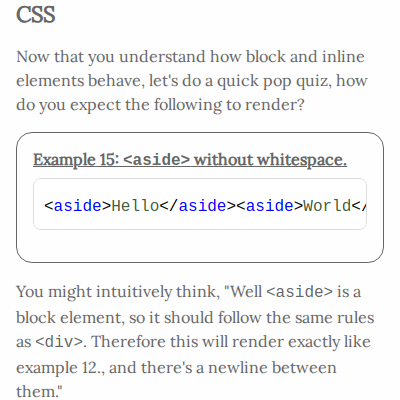 CSS
Now that you understand how block and inline
elements behave, let's do a quick pop quiz, how
do you expect the following to render?
Example 15: <aside> without whitespace.
<aside>Hello</aside><aside>World</
You might intuitively think, "Well <aside> is a
block element, so it should follow the same rules
as <div>. Therefore this will render exactly like
example 12., and there's a newline between
them."